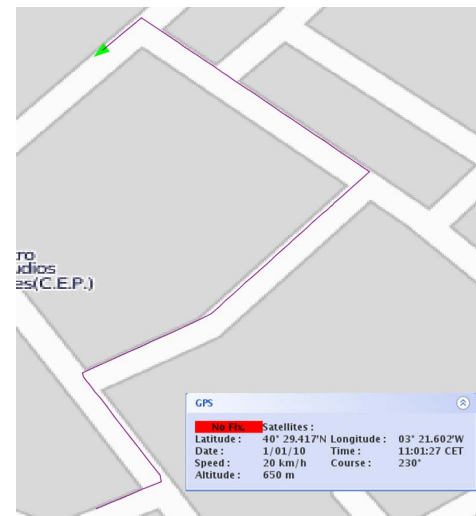 tro
udios
es(C.E.P.)
GPS
No Fix. Satellites :
Latitude : 40° 29.417'N Longitude : 03° 21.602'W
Date : 1/01/10 Time : 11:01:27 CET
Speed : 20 km/h Course : 230°
Altitude : 650 m